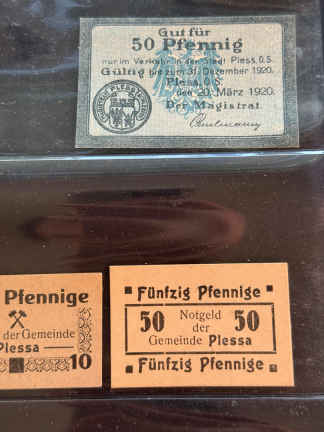 Gut für
50 Pfennig
nur im Verkehr in der Stadt Pless, O.S.
Gültig bis zum 31. Dezember 1920.
Pless, O.S.
den 20. März 1920.
Der Magistrat
Pfennige
der Gemeinde
Plessa
10
Fünfzig Pfennige
50 Notgeld 50
der
Gemeinde Plessa
Fünfzig Pfennige